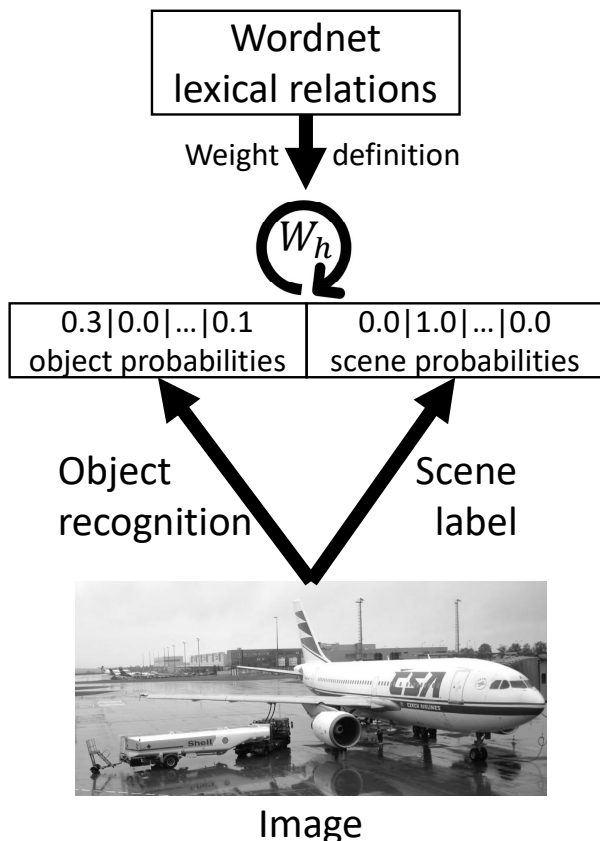 Wordnet
lexical relations
Weight definition
W_h
0.3|0.0|...|0.1
object probabilities
0.0|1.0|...|0.0
scene probabilities
Object
recognition
Scene
label
CSA
CZECH AIRLINES
Shell
Image